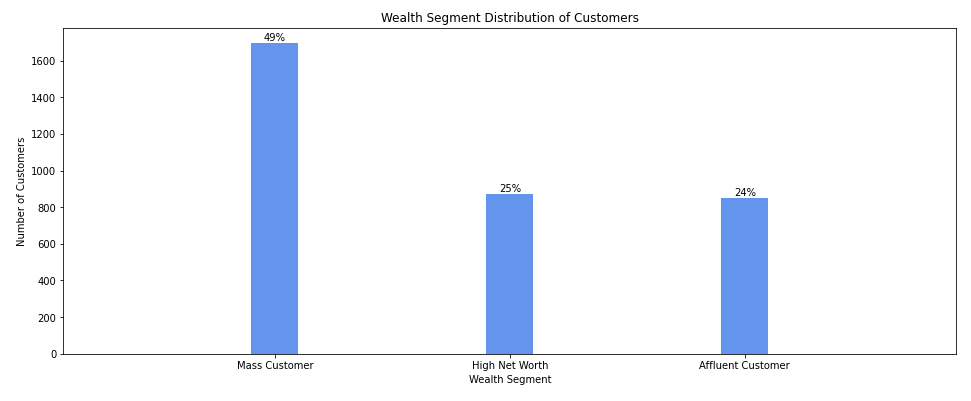 Wealth Segment Distribution of Customers
49%
25%
24%
1600
1400
1200
1000
800
600
400
200
0
Number of Customers
Mass Customer
High Net Worth
Affluent Customer
Wealth Segment